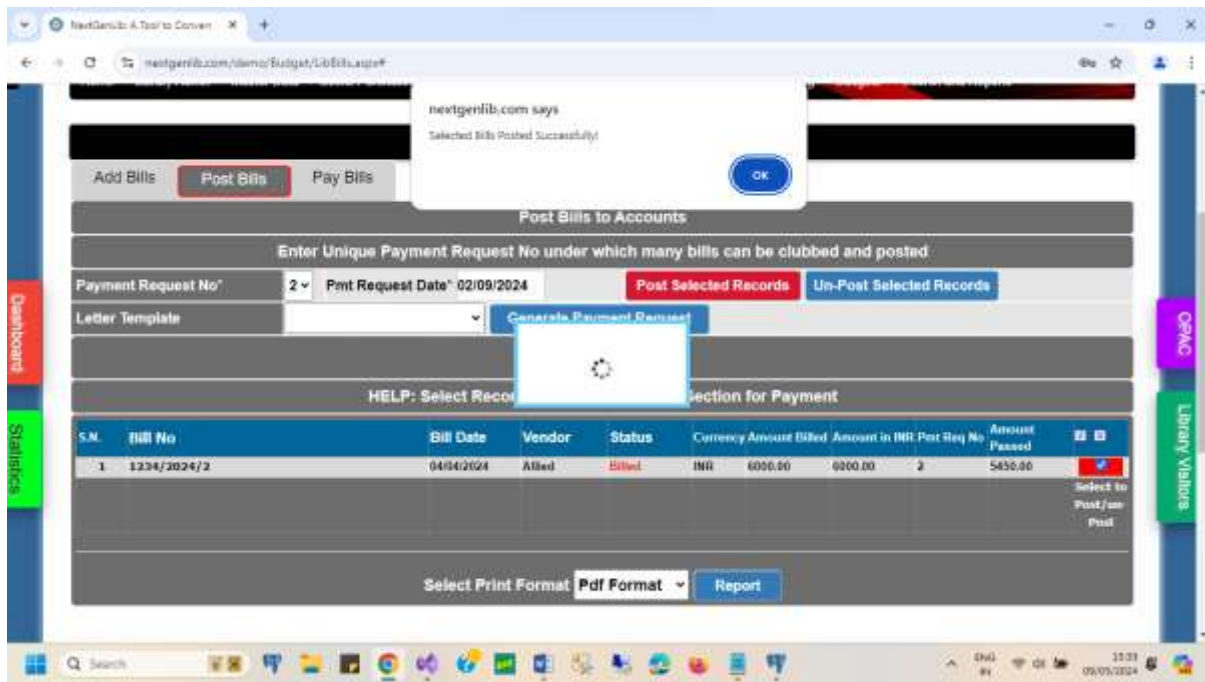 NextGenLib: A Tool to Conven
nextgenlib.com/demo/Budget/LibBills.aspx#
nextgenlib.com says
Selected Bills Posted Successfully!
OK
Add Bills Post Bills Pay Bills
Post Bills to Accounts
Enter Unique Payment Request No under which many bills can be clubbed and posted
Payment Request No* 2 Pmt Request Date* 02/09/2024 Post Selected Records Un-Post Selected Records
Letter Template Generate Payment Request
HELP: Select Reco ection for Payment
S.N. Bill No Bill Date Vendor Status Currency Amount Billed Amount in INR Pmt Req No Amount Passed
1 1234/2024/2 04/04/2024 Allied Billed INR 6000.00 6000.00 2 5450.00
Select to
Post/un-
Post
Select Print Format Pdf Format Report
Dashboard
Statistics
OPAC
Library Visitors
Search
ENG
IN
09/05/2024